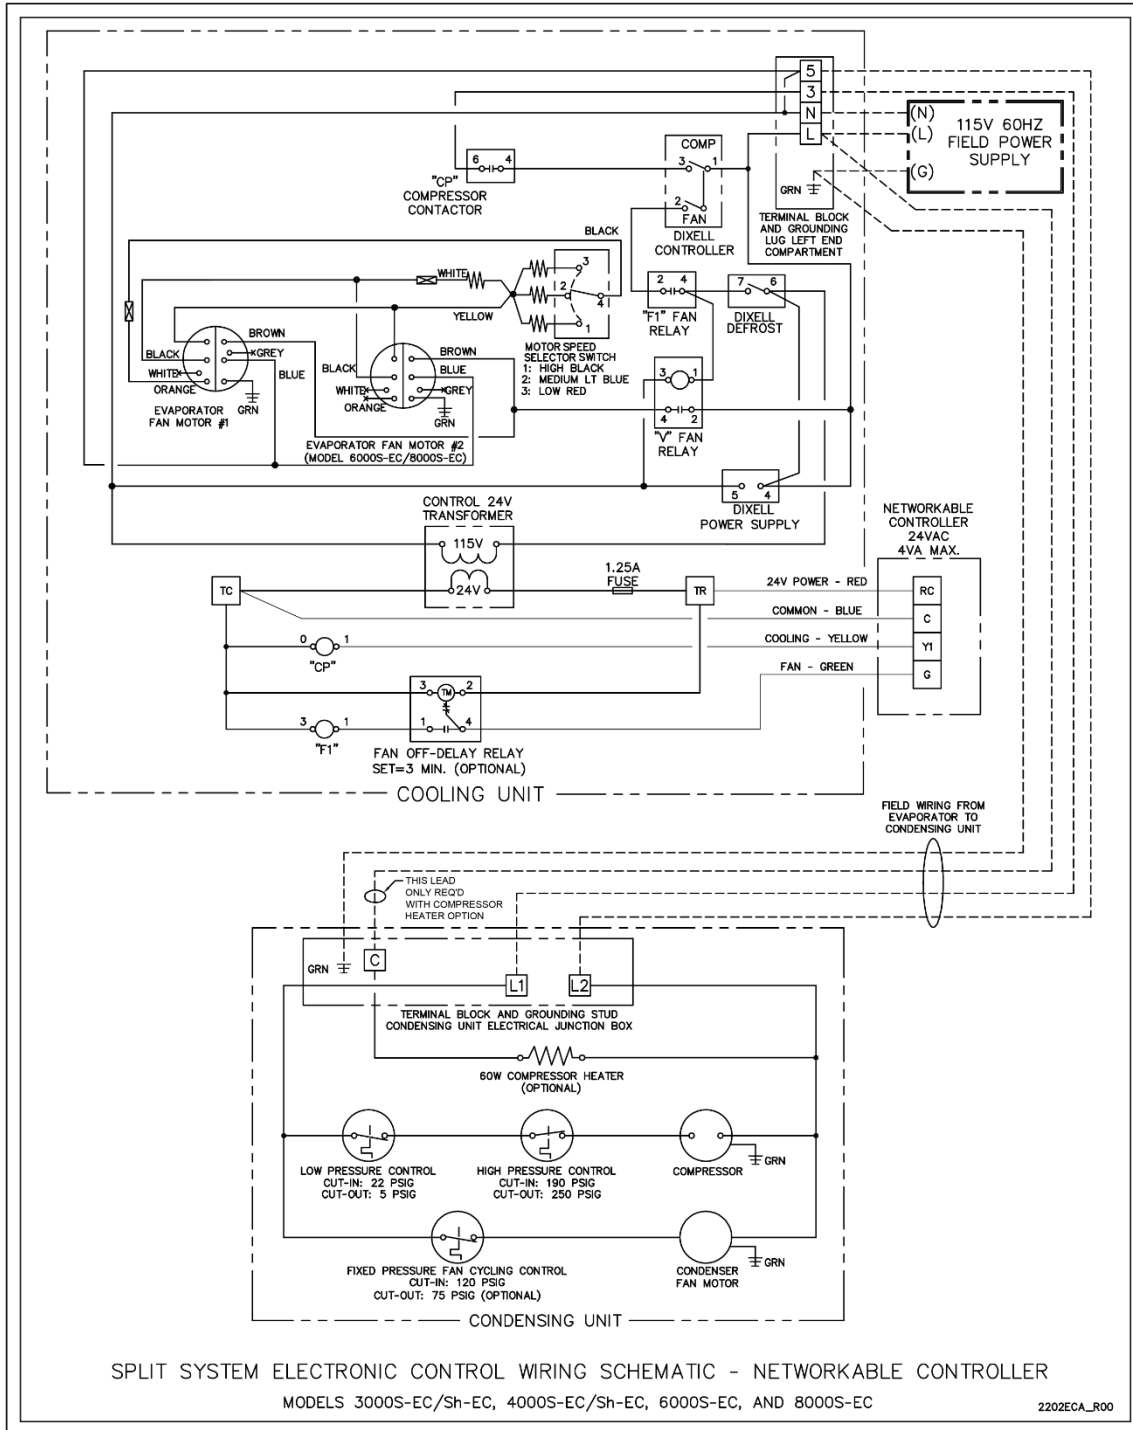 5
3
N
L
(N)
(L)
(G)
115V 60HZ
FIELD POWER
SUPPLY
GRN
TERMINAL BLOCK
AND GROUNDING
LUG LEFT END
COMPARTMENT
COMP
3 1
2
FAN
DIXELL
CONTROLLER
6 4
"CP"
COMPRESSOR
CONTACTOR
BLACK
WHITE
YELLOW
3
2
4
1
MOTOR SPEED
SELECTOR SWITCH
1: HIGH BLACK
2: MEDIUM LT BLUE
3: LOW RED
2 4
"F1" FAN
RELAY
7 6
DIXELL
DEFROST
BROWN
GREY
BLACK
BLUE
WHITE
ORANGE
GRN
EVAPORATOR
FAN MOTOR #1
BROWN
BLACK
BLUE
WHITE
GREY
ORANGE
GRN
EVAPORATOR FAN MOTOR #2
(MODEL 6000S-EC/8000S-EC)
3 1
4 2
"V" FAN
RELAY
5 4
DIXELL
POWER SUPPLY
CONTROL 24V
TRANSFORMER
115V
24V
1.25A
FUSE
TC
TR
NETWORKABLE
CONTROLLER
24VAC
4VA MAX.
24V POWER - RED
RC
COMMON - BLUE
C
COOLING - YELLOW
Y1
FAN - GREEN
G
0 1
"CP"
3 TM 2
1 4
3 1
"F1"
FAN OFF-DELAY RELAY
SET=3 MIN. (OPTIONAL)
COOLING UNIT
FIELD WIRING FROM
EVAPORATOR TO
CONDENSING UNIT
THIS LEAD
ONLY REQ'D
WITH COMPRESSOR
HEATER OPTION
GRN
C
L1
L2
TERMINAL BLOCK AND GROUNDING STUD
CONDENSING UNIT ELECTRICAL JUNCTION BOX
60W COMPRESSOR HEATER
(OPTIONAL)
LOW PRESSURE CONTROL
CUT-IN: 22 PSIG
CUT-OUT: 5 PSIG
HIGH PRESSURE CONTROL
CUT-IN: 190 PSIG
CUT-OUT: 250 PSIG
COMPRESSOR
GRN
FIXED PRESSURE FAN CYCLING CONTROL
CUT-IN: 120 PSIG
CUT-OUT: 75 PSIG (OPTIONAL)
CONDENSER
FAN MOTOR
GRN
CONDENSING UNIT
SPLIT SYSTEM ELECTRONIC CONTROL WIRING SCHEMATIC - NETWORKABLE CONTROLLER
MODELS 3000S-EC/Sh-EC, 4000S-EC/Sh-EC, 6000S-EC, AND 8000S-EC
2202ECA_R00